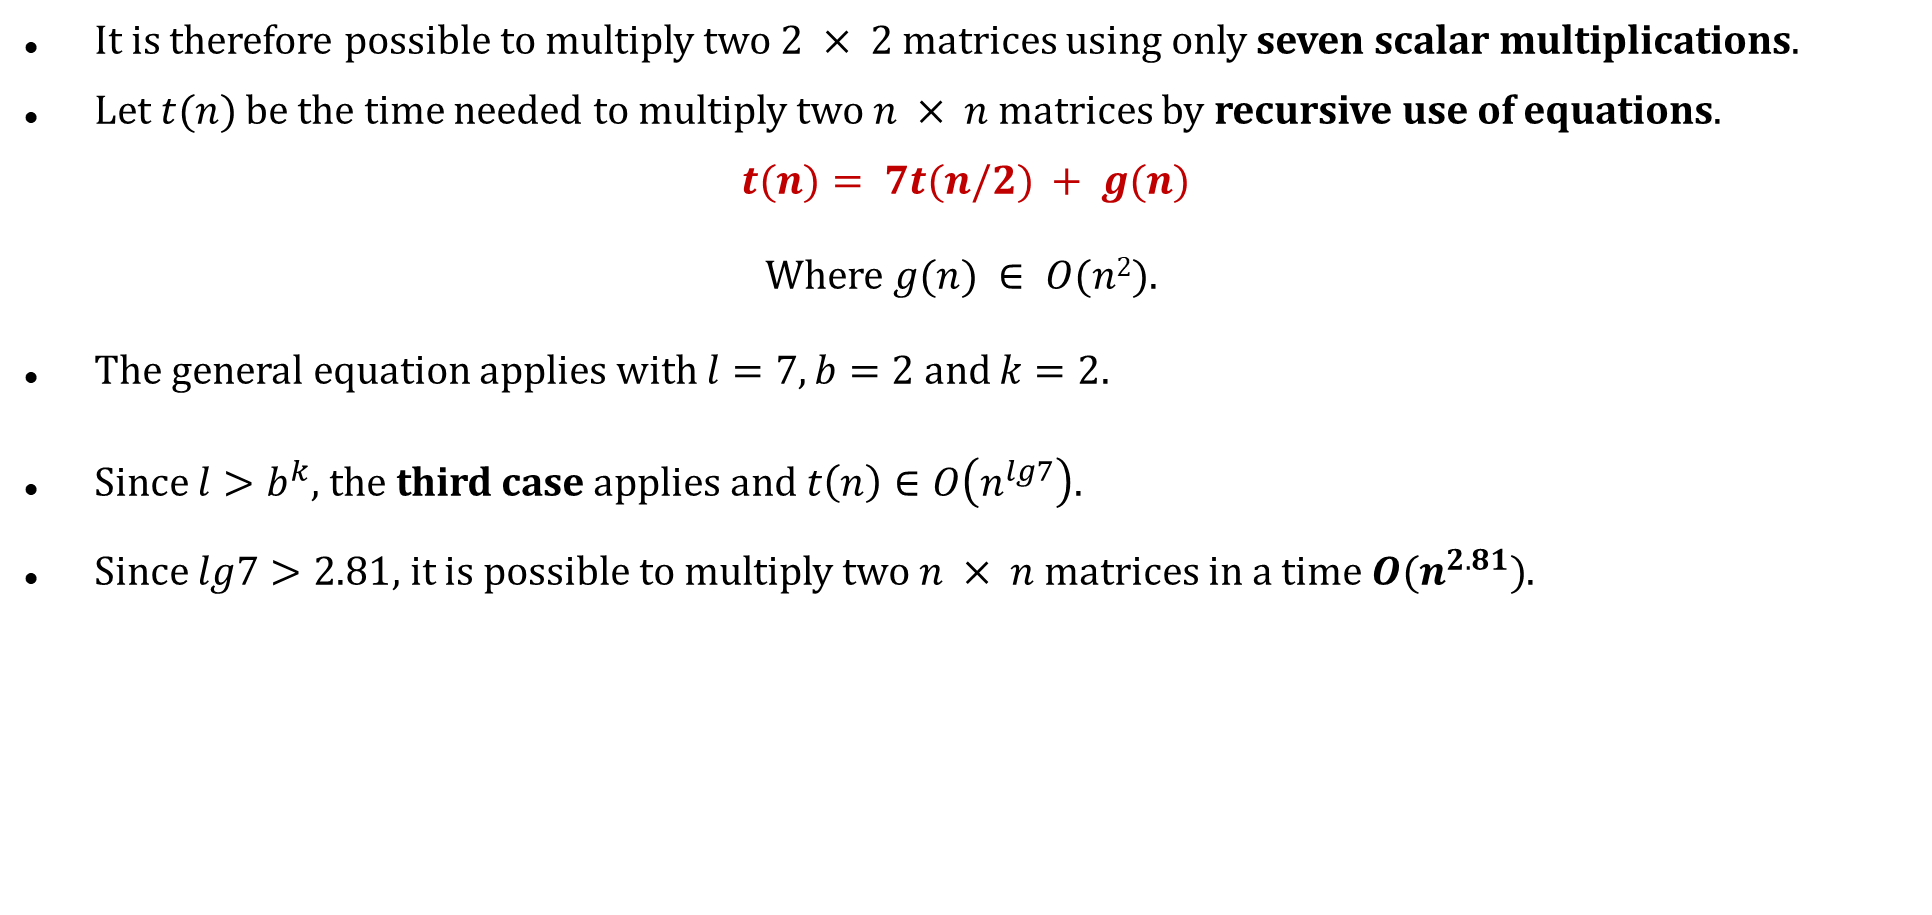 • It is therefore possible to multiply two 2 × 2 matrices using only seven scalar multiplications.
• Let t(n) be the time needed to multiply two n × n matrices by recursive use of equations.
t(n) = 7t(n/2) + g(n)
Where g(n) ∈ O(n²).
• The general equation applies with l = 7, b = 2 and k = 2.
• Since l > bᵏ, the third case applies and t(n) ∈ O(n^{lg7}).
• Since lg7 > 2.81, it is possible to multiply two n × n matrices in a time O(n^{2.81}).